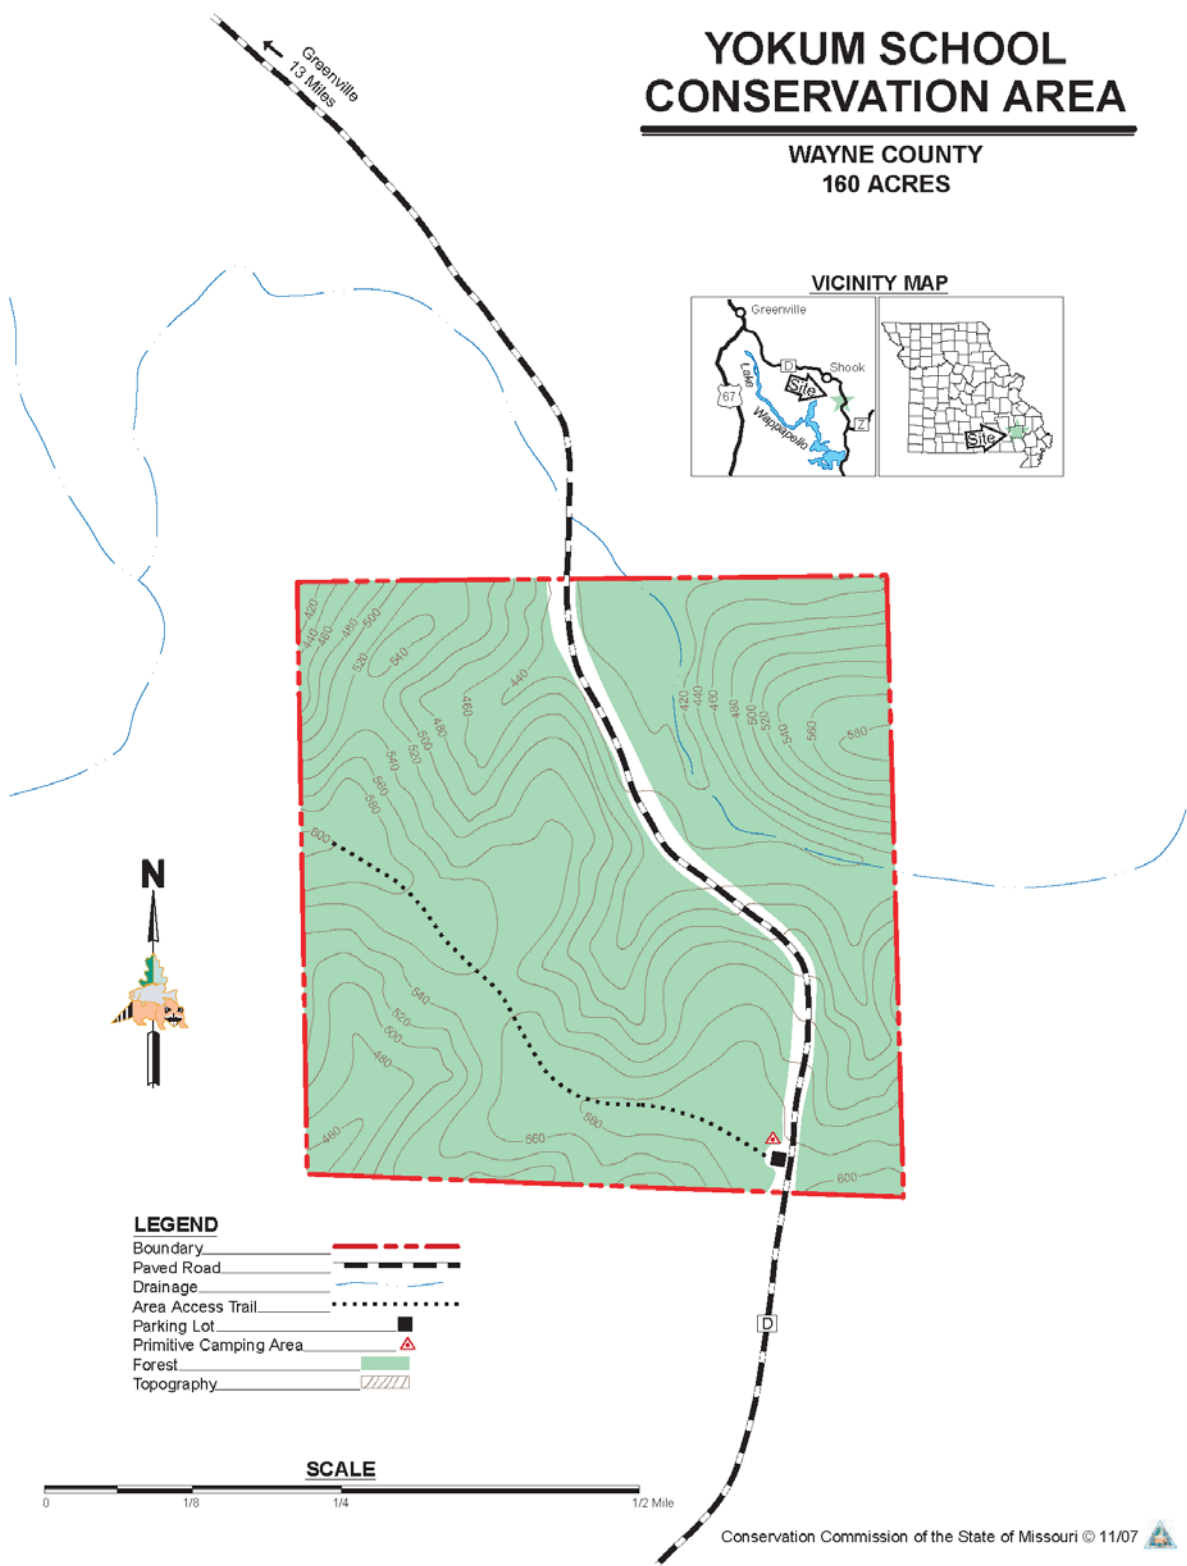 YOKUM SCHOOL
CONSERVATION AREA
WAYNE COUNTY
160 ACRES
Greenville
13 Miles
VICINITY MAP
Greenville
D
Shook
Lake
Site
67
Wappapello
Z
Site
420
440
460
480
500
520
540
440
460
480
500
520
540
560
580
600
420
440
460
480
500
520
540
560
580
N
540
520
500
480
460
560
580
600
LEGEND
Boundary
Paved Road
Drainage
Area Access Trail
Parking Lot
Primitive Camping Area
Forest
Topography
D
SCALE
0 1/8 1/4 1/2 Mile
Conservation Commission of the State of Missouri © 11/07